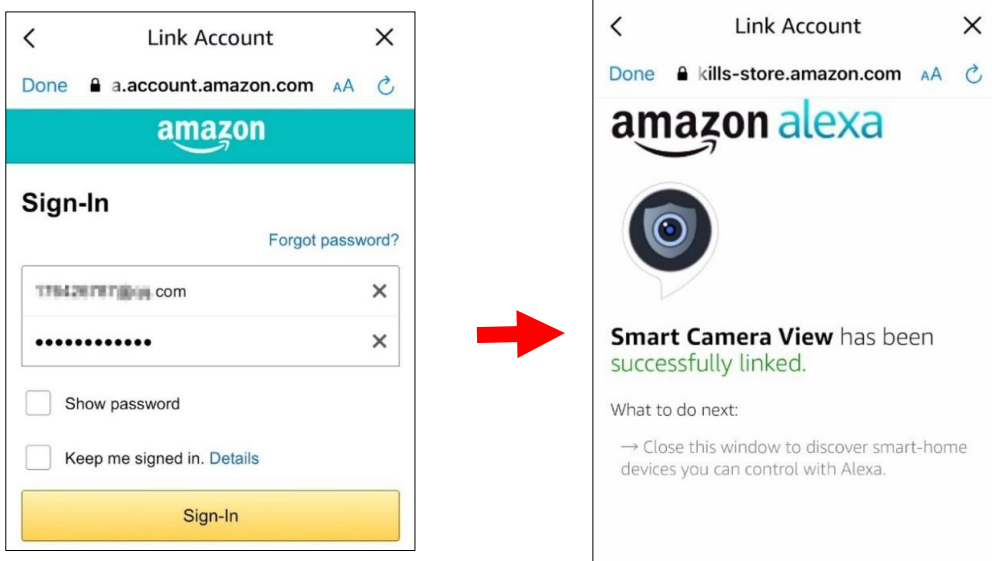 Link Account
Done a.account.amazon.com AA
amazon
Sign-In
Forgot password?
.com
••••••••••••
Show password
Keep me signed in. Details
Sign-In
Link Account
Done kills-store.amazon.com AA
amazon alexa
Smart Camera View has been
successfully linked.
What to do next:
→ Close this window to discover smart-home
devices you can control with Alexa.